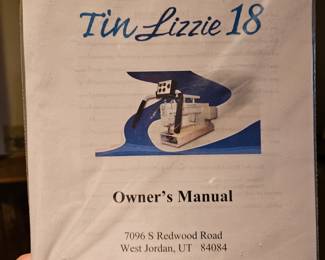 Tin Lizzie 18
Owner's Manual
7096 S Redwood Road
West Jordan, UT 84084